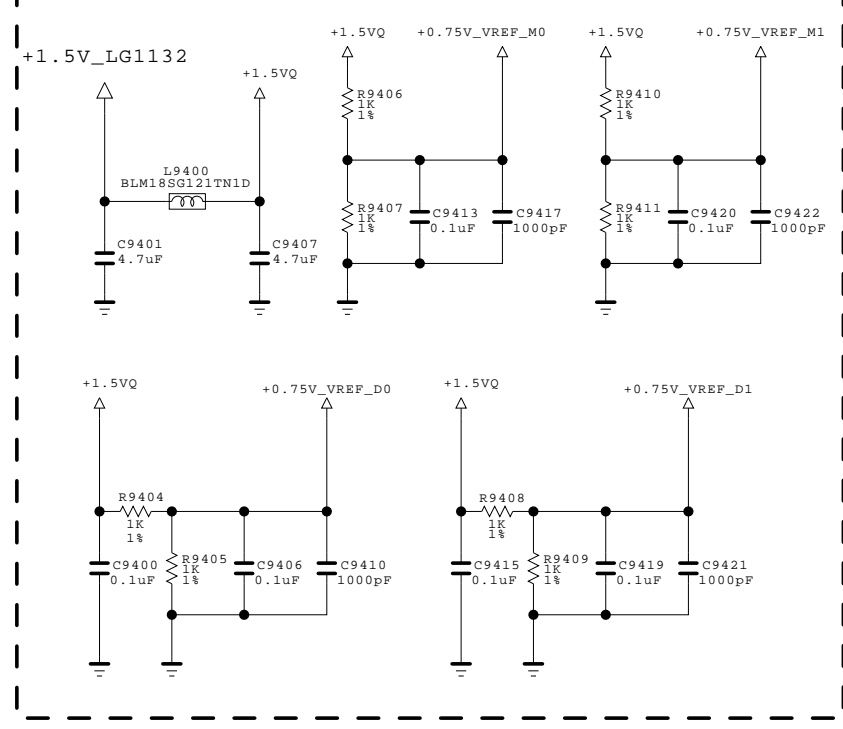 +1.5V_LG1132
+1.5VQ
L9400
BLM18SG121TN1D
C9401
4.7uF
C9407
4.7uF
+1.5VQ
+0.75V_VREF_M0
R9406
1K
1%
R9407
1K
1%
C9413
0.1uF
C9417
1000pF
+1.5VQ
+0.75V_VREF_M1
R9410
1K
1%
R9411
1K
1%
C9420
0.1uF
C9422
1000pF
+1.5VQ
+0.75V_VREF_D0
R9404
1K
1%
C9400
0.1uF
R9405
1K
1%
C9406
0.1uF
C9410
1000pF
+1.5VQ
+0.75V_VREF_D1
R9408
1K
1%
C9415
0.1uF
R9409
1K
1%
C9419
0.1uF
C9421
1000pF